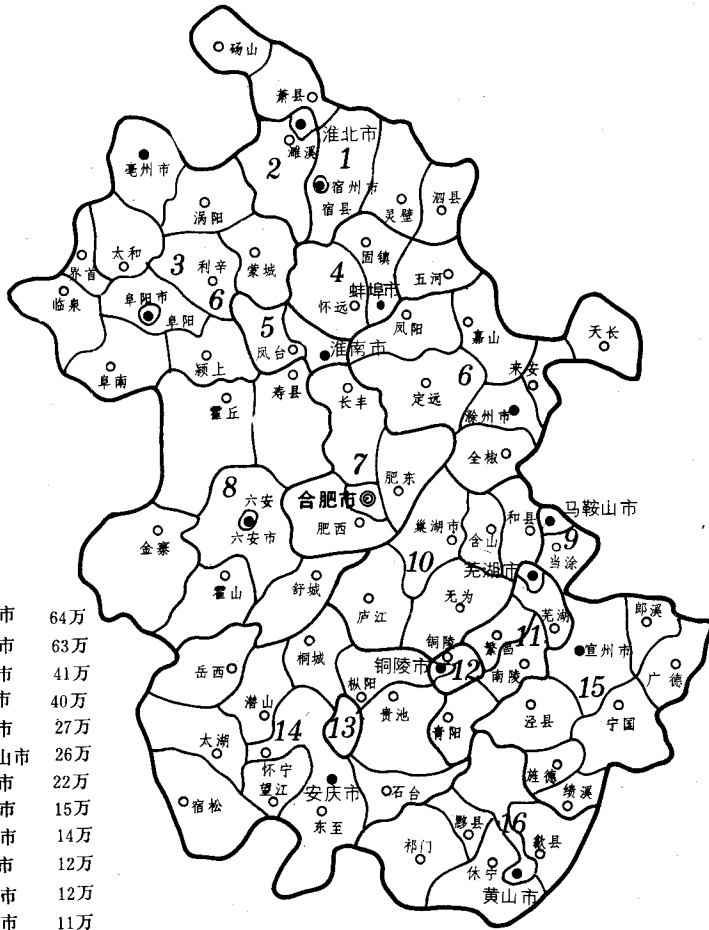 砀山
萧县
淮北市
濉溪
1
2
亳州市
宿州市
宿县
灵璧
泗县
涡阳
太和
界首
3
利辛
蒙城
固镇
4
五河
临泉
阜阳市
阜阳
6
怀远
蚌埠市
凤阳
嘉山
天长
5
凤台
淮南市
来安
阜南
颍上
寿县
长丰
定远
6
滁州市
霍丘
全椒
7
肥东
8
六安
合肥市
马鞍山市
六安市
肥西
巢湖市
含山
和县
9
金寨
当涂
10
芜湖市
霍山
舒城
庐江
无为
芜湖
郎溪
市 64万
市 63万
市 41万
市 40万
市 27万
山市 26万
市 22万
市 15万
市 14万
市 12万
市 12万
市 11万
桐城
铜陵
繁昌
11
宣州市
岳西
铜陵市
12
南陵
广德
枞阳
15
潜山
贵池
泾县
宁国
13
青阳
14
太湖
怀宁
旌德
望江
安庆市
石台
绩溪
宿松
东至
黟县
16
歙县
祁门
休宁
黄山市